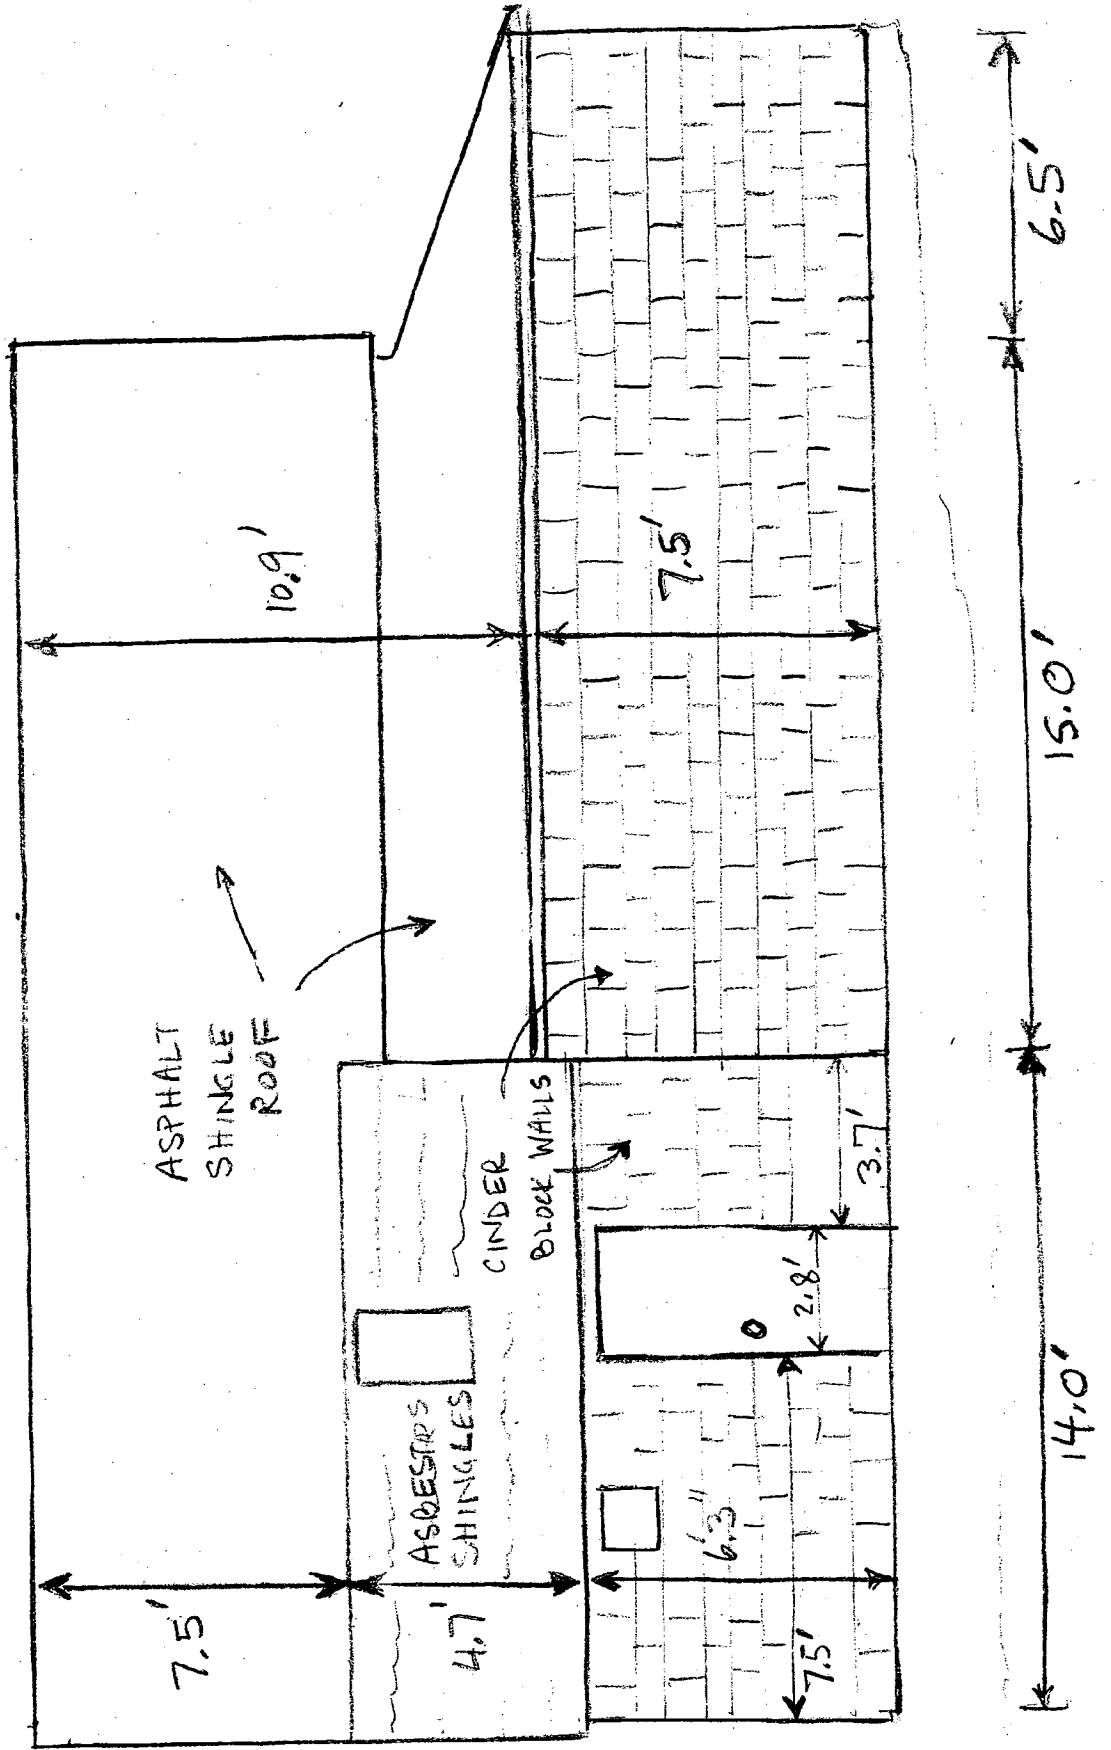 7.5'
4.7'
ASPHALT
SHINGLE
ROOF
10.9'
ASBESTOS
SHINGLES
CINDER
BLOCK WALLS
7.5'
6.3"
7.5'
2.8'
3.7'
14.0'
15.0'
6.5'